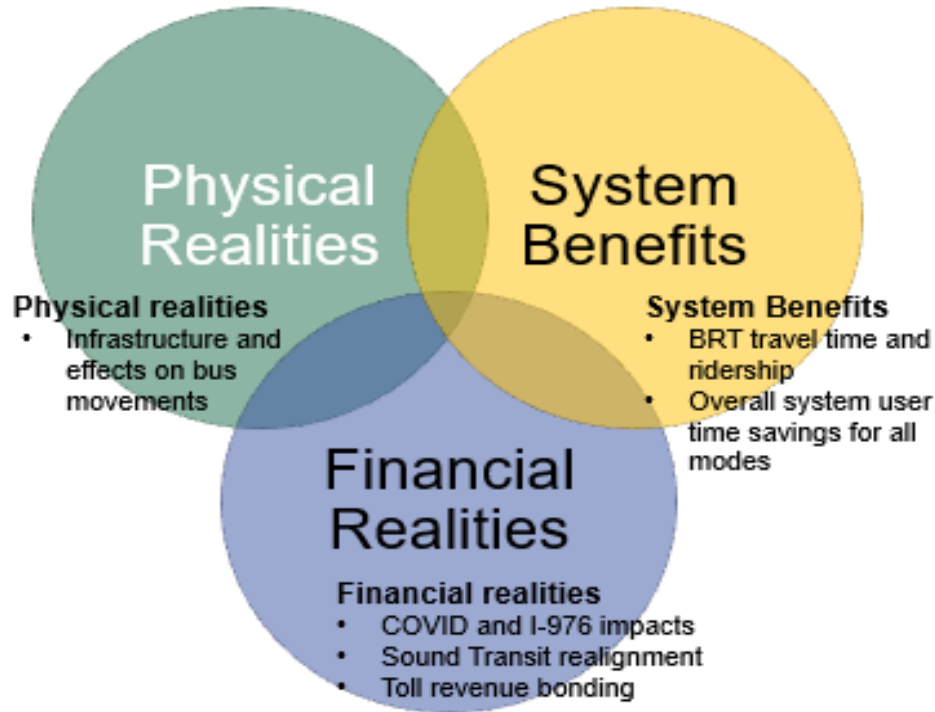 Physical
Realities
System
Benefits
Physical realities
• Infrastructure and
effects on bus
movements
System Benefits
• BRT travel time and
ridership
• Overall system user
time savings for all
modes
Financial
Realities
Financial realities
• COVID and I-976 impacts
• Sound Transit realignment
• Toll revenue bonding